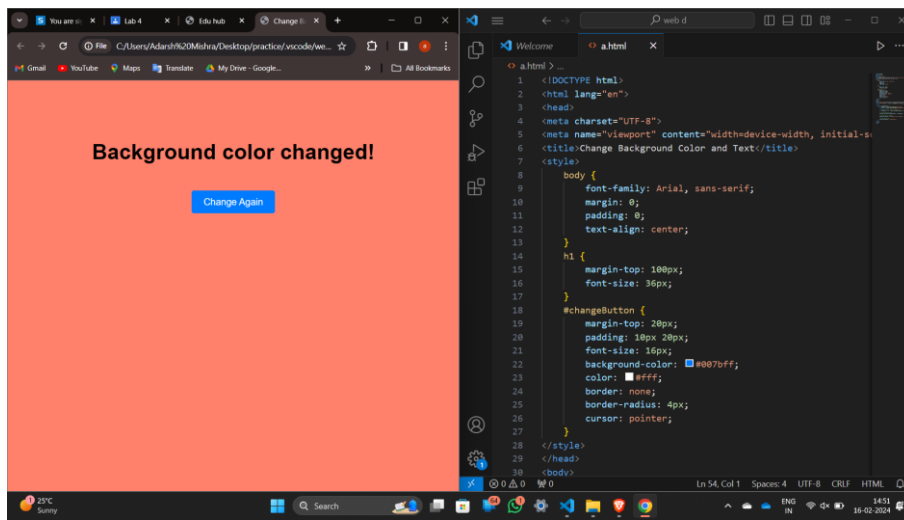 You are si
Lab 4
Edu hub
Change B
File C:/Users/Adarsh%20Mishra/Desktop/practice/.vscode/we...
Gmail YouTube Maps Translate My Drive - Google... » All Bookmarks
Background color changed!
Change Again
web d
Welcome a.html
a.html > ...
1 <!DOCTYPE html>
2 <html lang="en">
3 <head>
4 <meta charset="UTF-8">
5 <meta name="viewport" content="width=device-width, initial-s
6 <title>Change Background Color and Text</title>
7 <style>
8 body {
9 font-family: Arial, sans-serif;
10 margin: 0;
11 padding: 0;
12 text-align: center;
13 }
14 h1 {
15 margin-top: 100px;
16 font-size: 36px;
17 }
18 #changeButton {
19 margin-top: 20px;
20 padding: 10px 20px;
21 font-size: 16px;
22 background-color: #007bff;
23 color: #fff;
24 border: none;
25 border-radius: 4px;
26 cursor: pointer;
27 }
28 </style>
29 </head>
30 <body>
0 0 0 Ln 54, Col 1 Spaces: 4 UTF-8 CRLF HTML
25°C
Sunny
Search
ENG
IN
14:51
16-02-2024